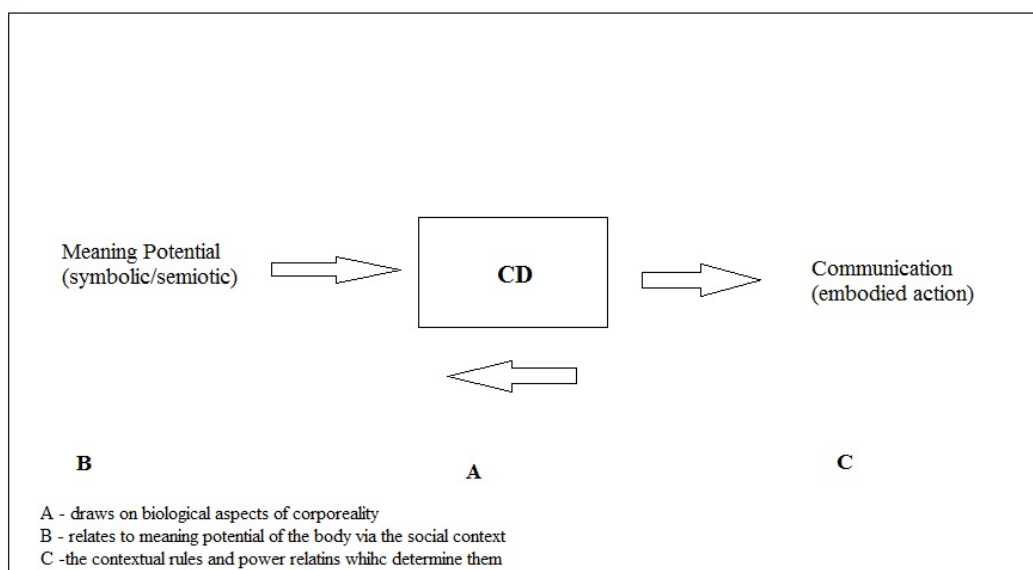 Meaning Potential
(symbolic/semiotic)
CD
Communication
(embodied action)
B
A
C
A - draws on biological aspects of corporeality
B - relates to meaning potential of the body via the social context
C -the contextual rules and power relatins whihc determine them